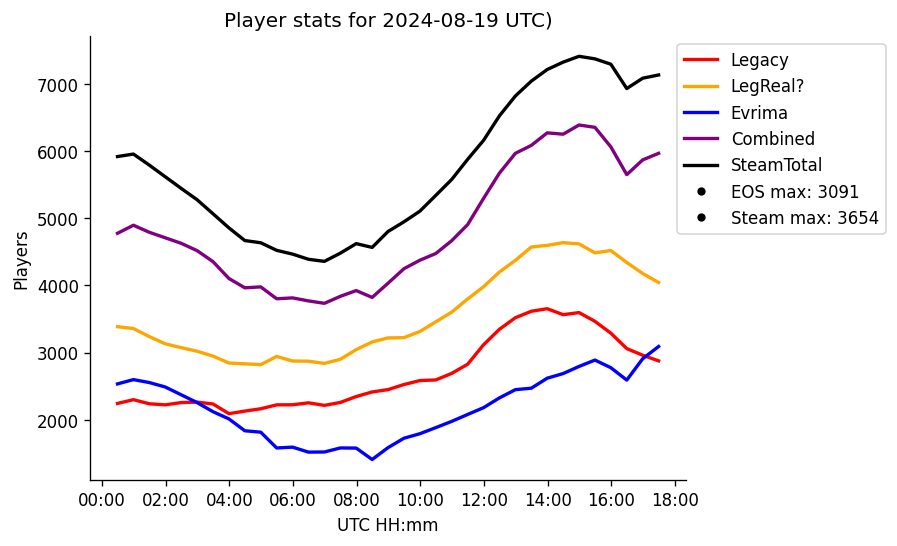 Player stats for 2024-08-19 UTC)
Legacy
LegReal?
Evrima
Combined
SteamTotal
EOS max: 3091
Steam max: 3654
Players
7000
6000
5000
4000
3000
2000
00:00 02:00 04:00 06:00 08:00 10:00 12:00 14:00 16:00 18:00
UTC HH:mm